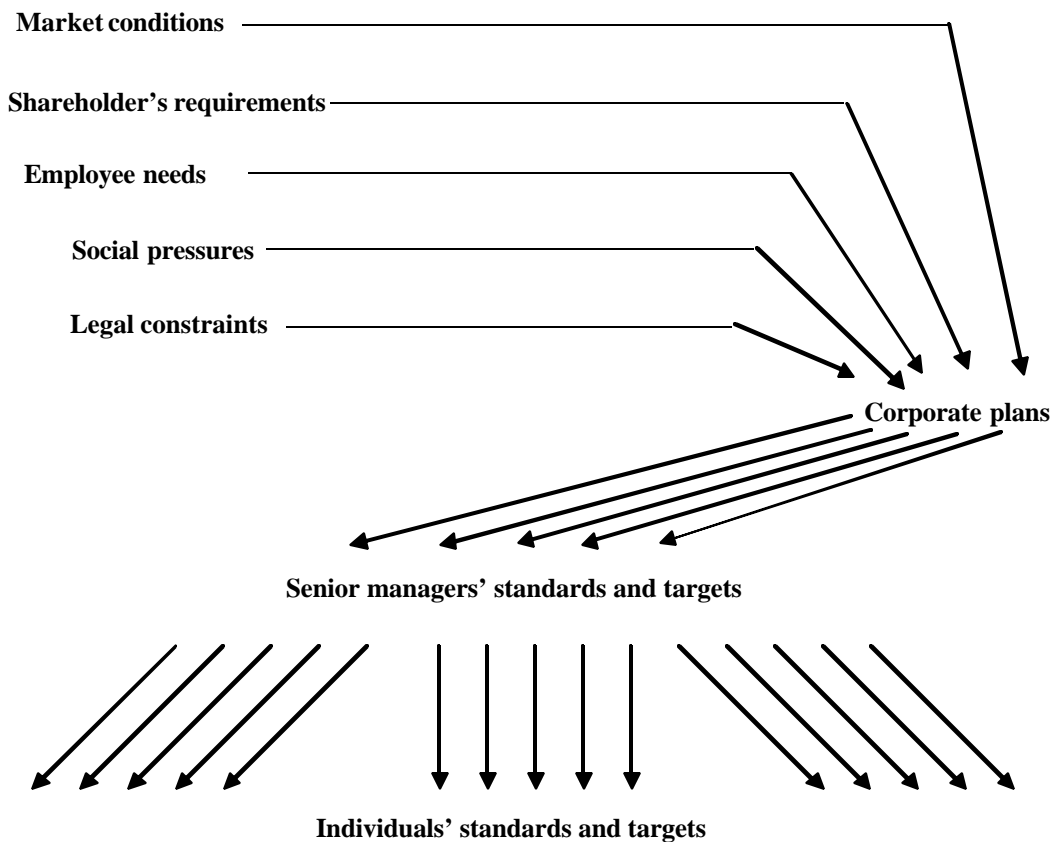 Market conditions
Shareholder’s requirements
Employee needs
Social pressures
Legal constraints
Corporate plans
Senior managers’ standards and targets
Individuals’ standards and targets